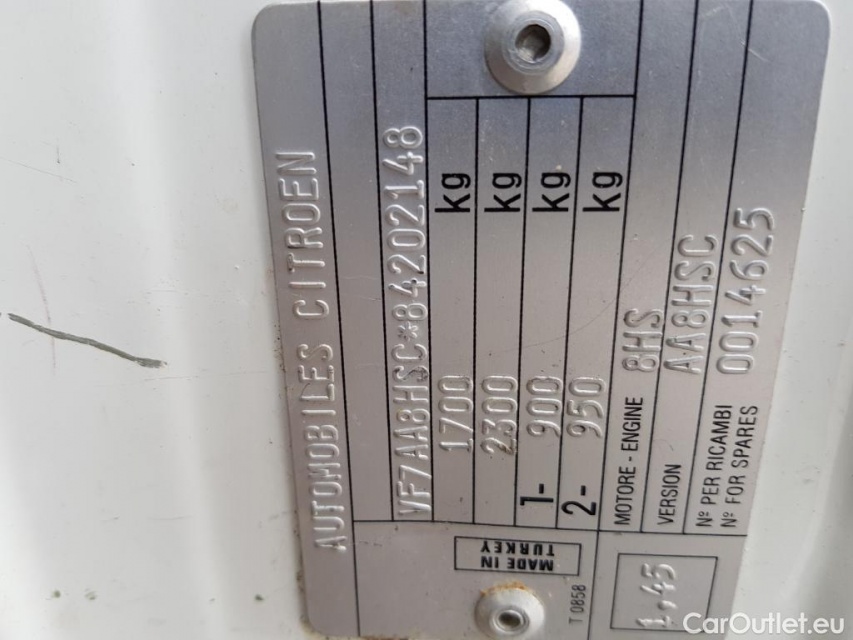 AUTOMOBILES CITROEN
VF7AA8HSC*84202148
1700 kg
2300 kg
1- 900 kg
2- 950 kg
MOTORE - ENGINE 8HS
VERSION AA8HSC
Nº PER RICAMBI
Nº FOR SPARES 0014625
MADE IN
TURKEY
T 0858
1,45
CarOutlet.eu